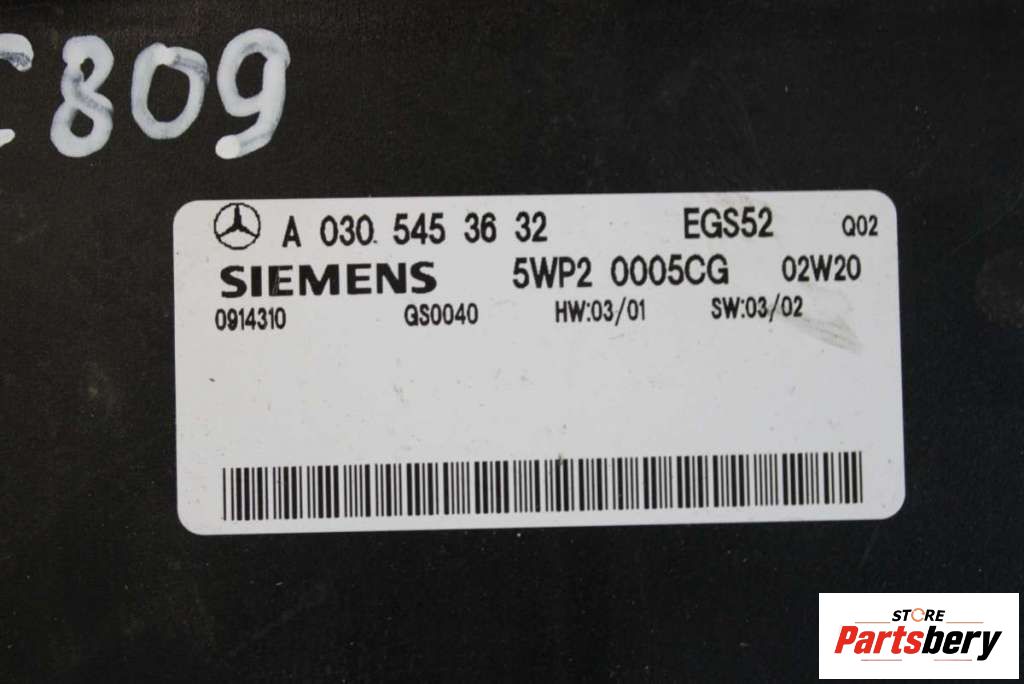 809
A 030 545 36 32 EGS52 Q02
SIEMENS 5WP2 0005CG 02W20
0914310 QS0040 HW:03/01 SW:03/02
STORE
Partsbery